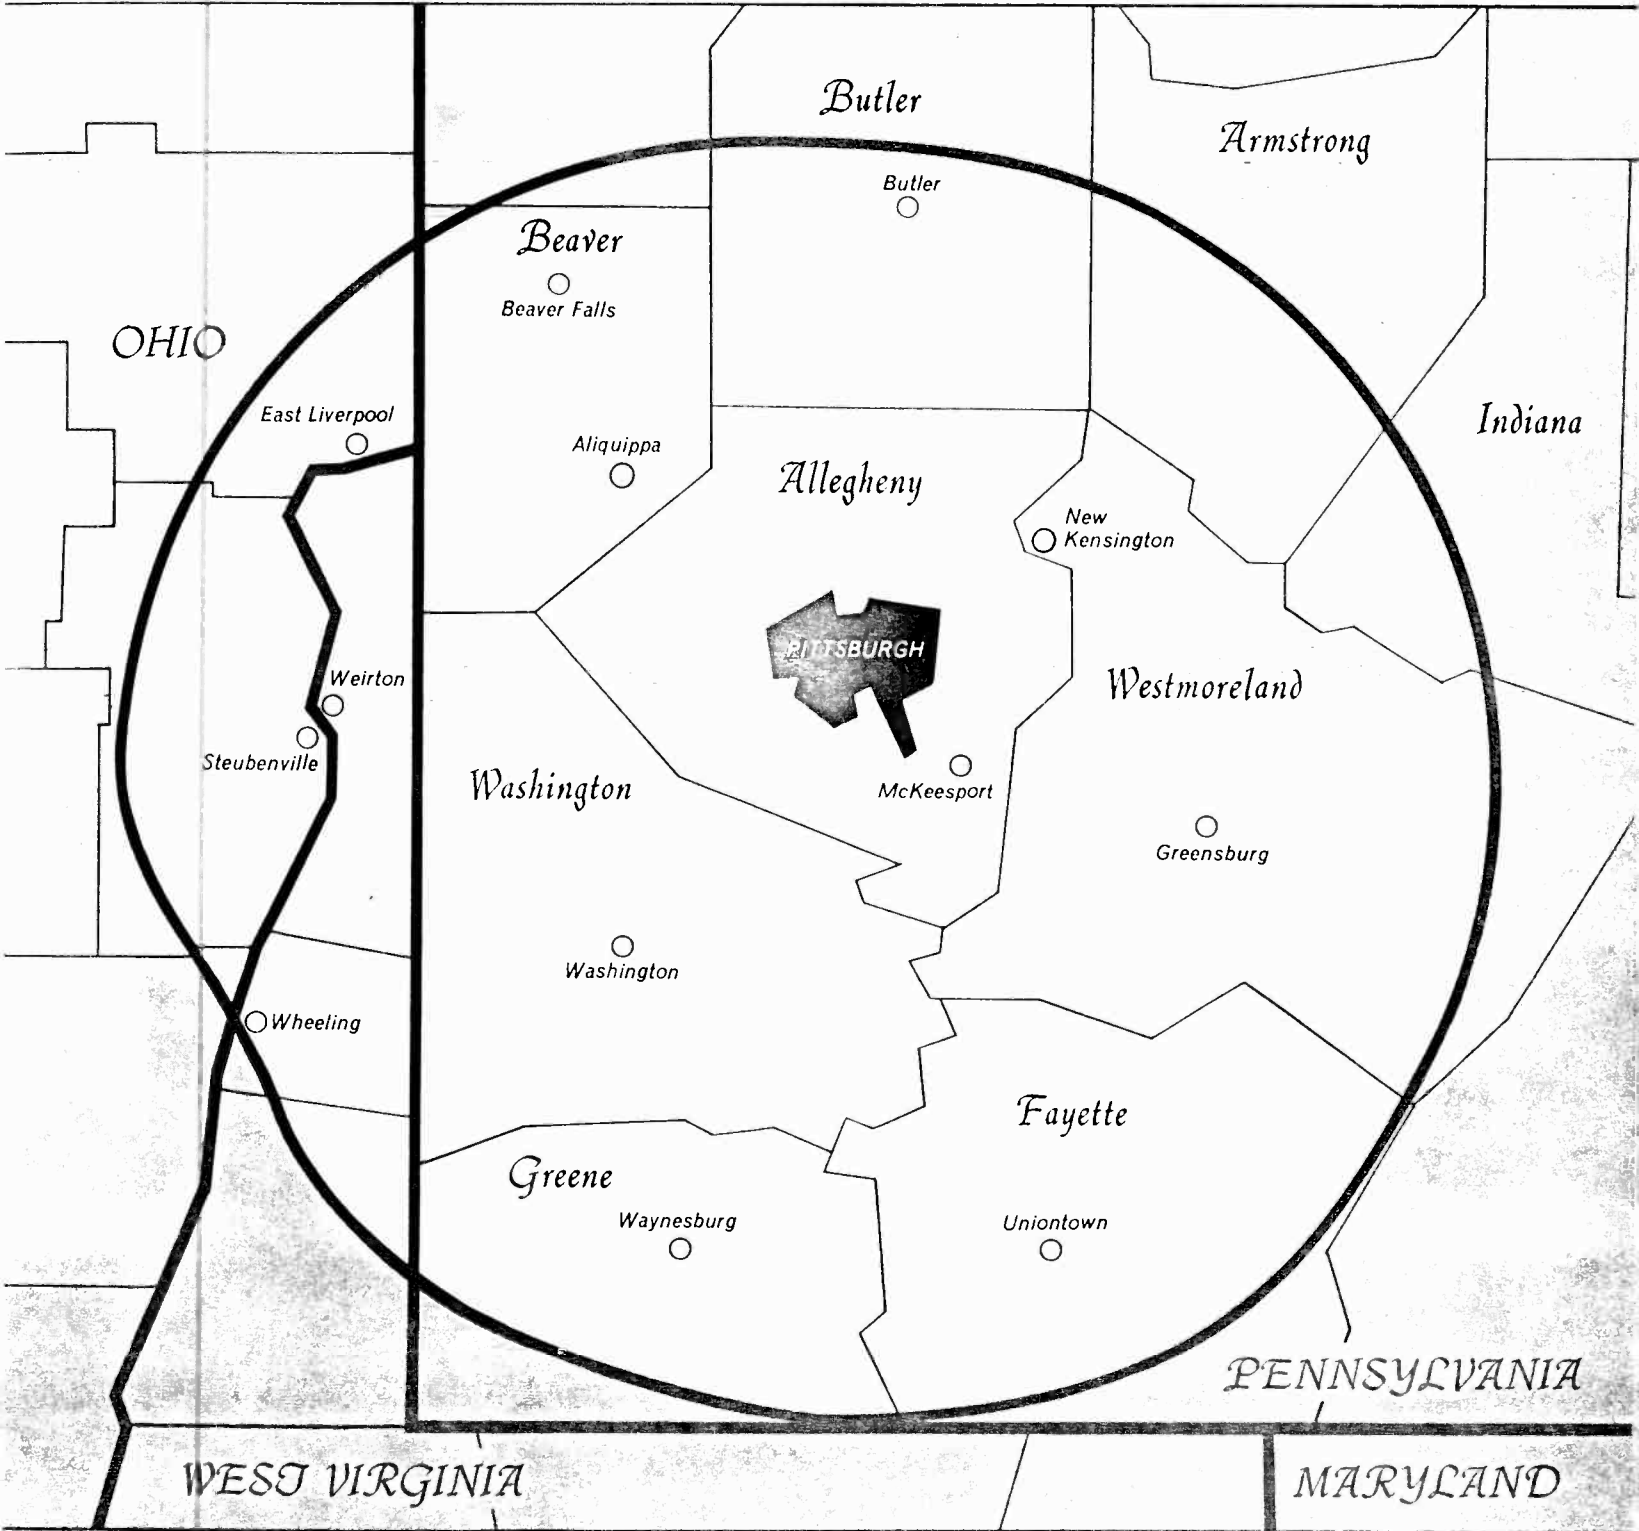 Butler
Armstrong
Butler
Beaver
Beaver Falls
OHIO
East Liverpool
Aliquippa
Indiana
Allegheny
New
Kensington
PITTSBURGH
Weirton
Westmoreland
Steubenville
Washington
McKeesport
Greensburg
Washington
Wheeling
Fayette
Greene
Waynesburg
Uniontown
PENNSYLVANIA
WEST VIRGINIA
MARYLAND